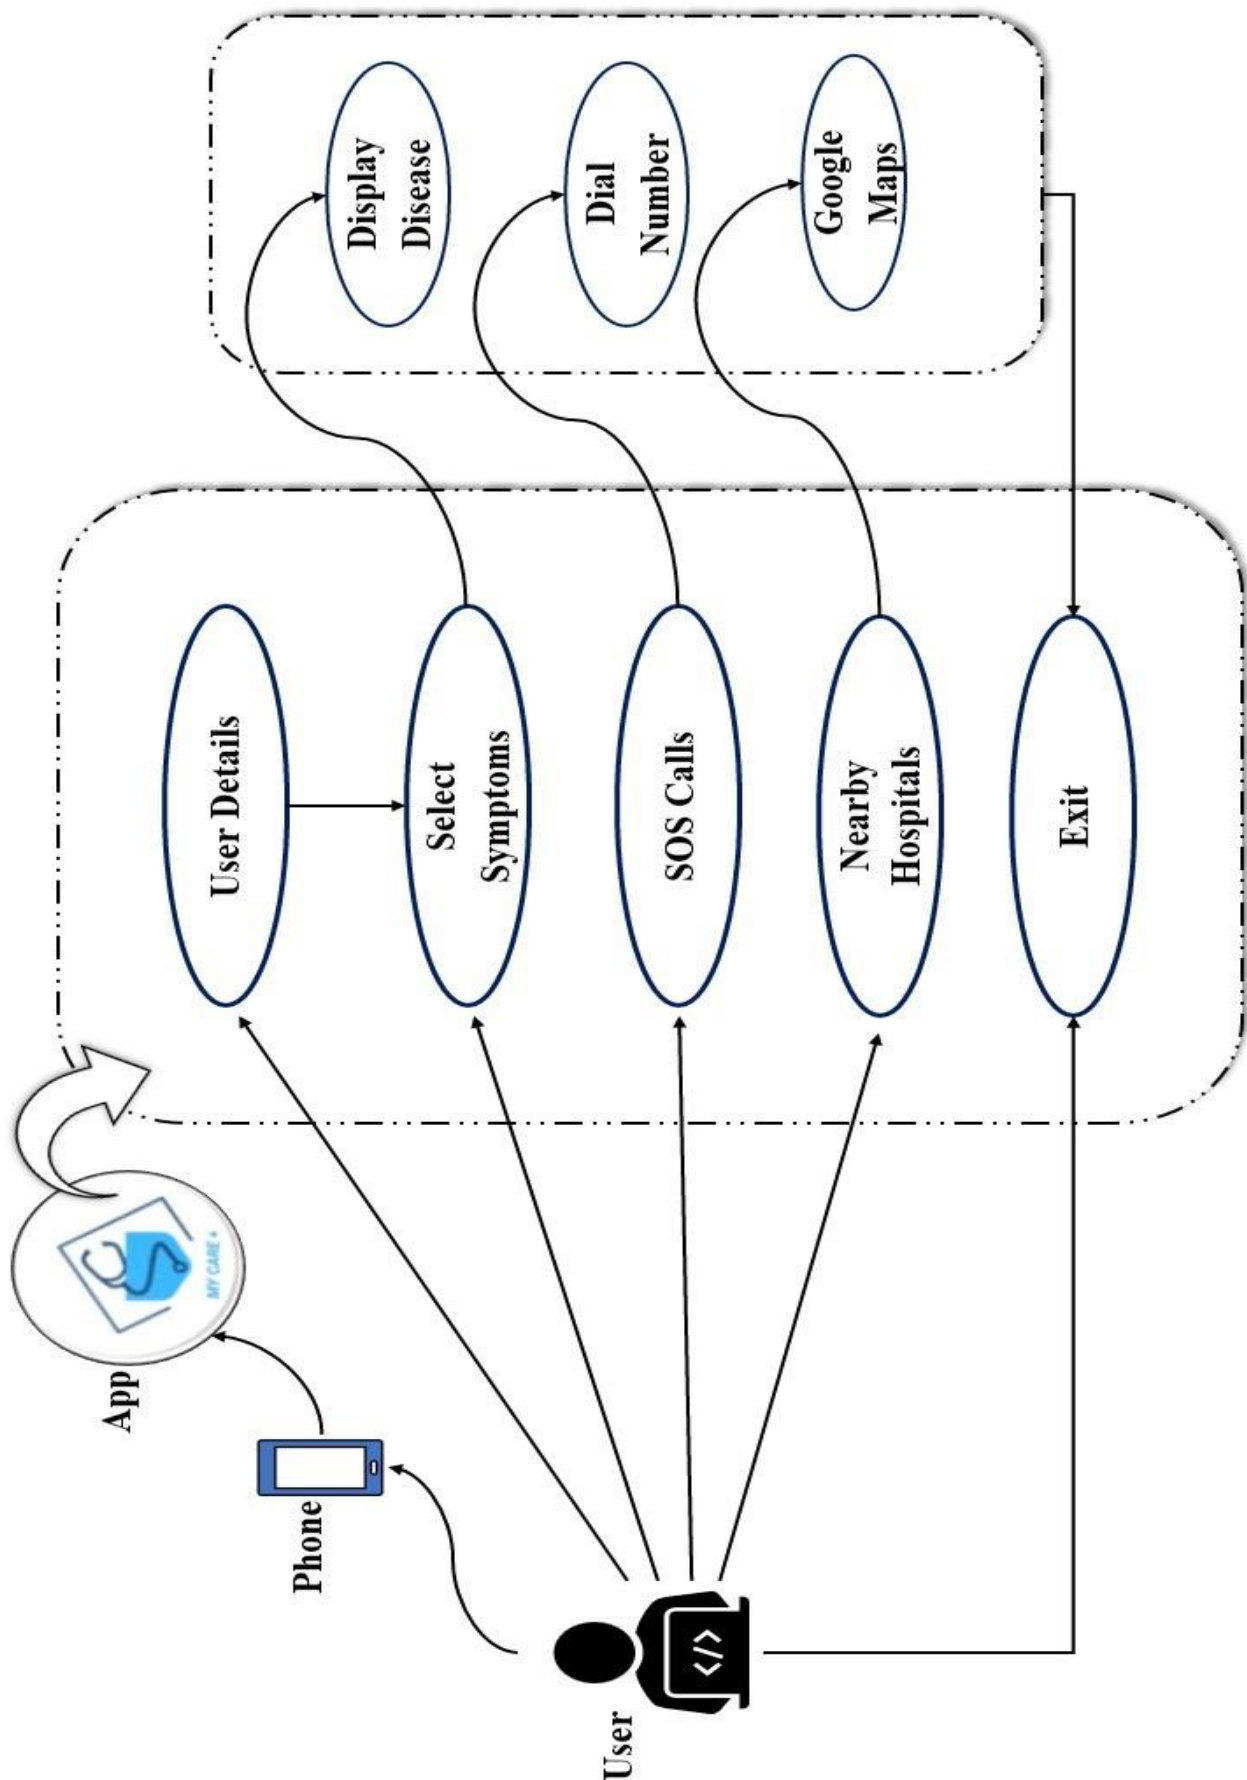 User
</>
Phone
App
MY CARE +
User Details
Select
Symptoms
SOS Calls
Nearby
Hospitals
Exit
Display
Disease
Dial
Number
Google
Maps